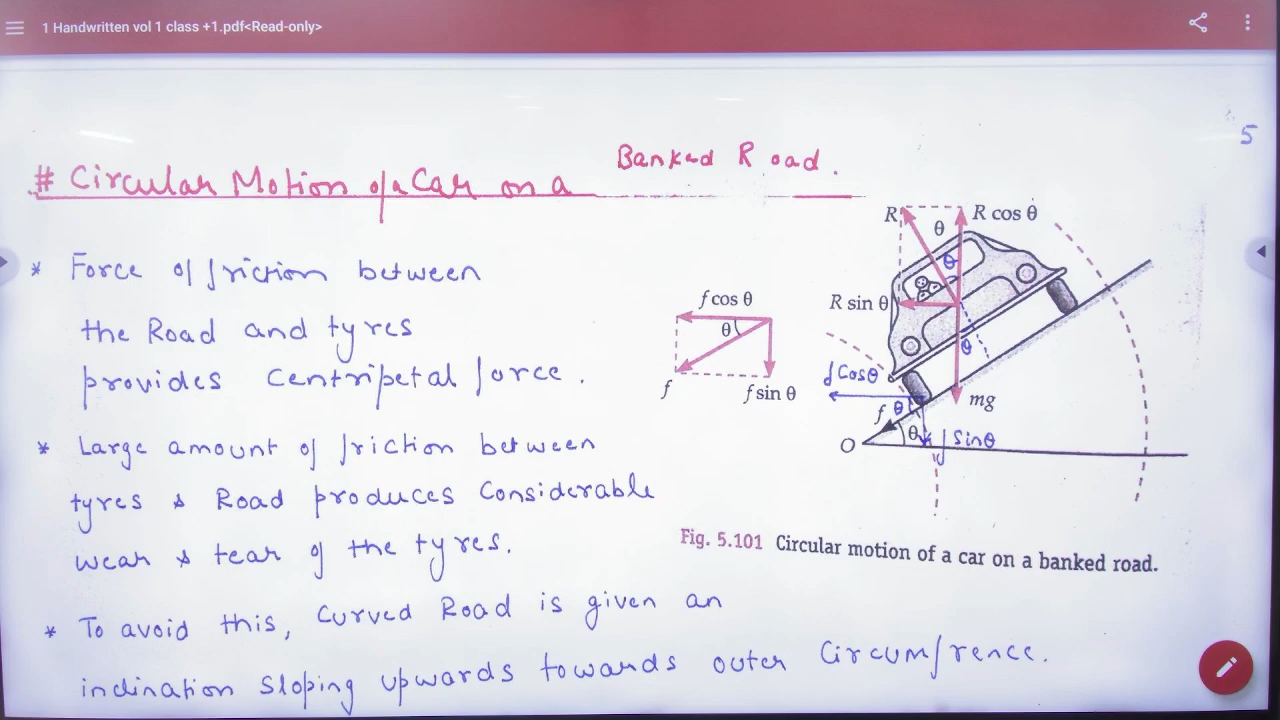 1 Handwritten vol 1 class +1.pdf<Read-only>
5
# Circular Motion of a Car on a Banked Road.
* Force of friction between
the Road and tyres
provides Centripetal force.
* Large amount of friction between
tyres & Road produces Considerable
wear & tear of the tyres.
* To avoid this, Curved Road is given an
inclination Sloping upwards towards outer Circumfrence.
f cos θ
θ
f
f sin θ
R
R cos θ
θ
θ
R sin θ
θ
f Cosθ
mg
f
θ
θ
f Sinθ
O
Fig. 5.101 Circular motion of a car on a banked road.